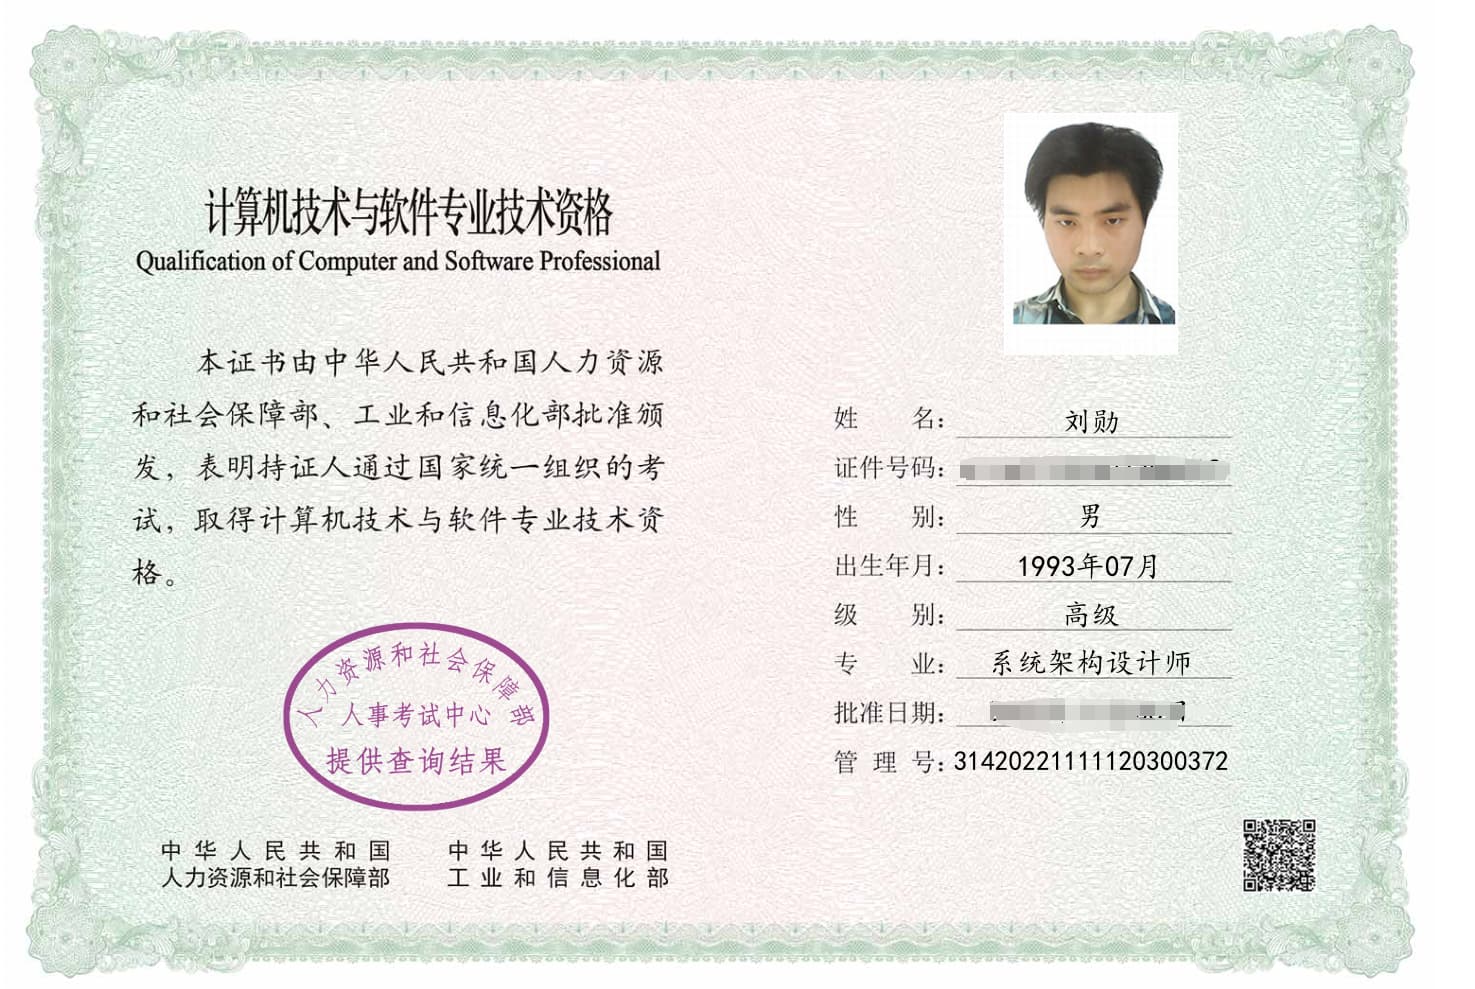 计算机技术与软件专业技术资格
Qualification of Computer and Software Professional
本证书由中华人民共和国人力资源
和社会保障部、工业和信息化部批准颁
发，表明持证人通过国家统一组织的考
试，取得计算机技术与软件专业技术资
格。
人力资源和社会保障部
人事考试中心
提供查询结果
中华人民共和国
人力资源和社会保障部
中华人民共和国
工业和信息化部
姓名：刘勋
证件号码：
性别：男
出生年月：1993年07月
级别：高级
专业：系统架构设计师
批准日期：
管理号：31420221111120300372